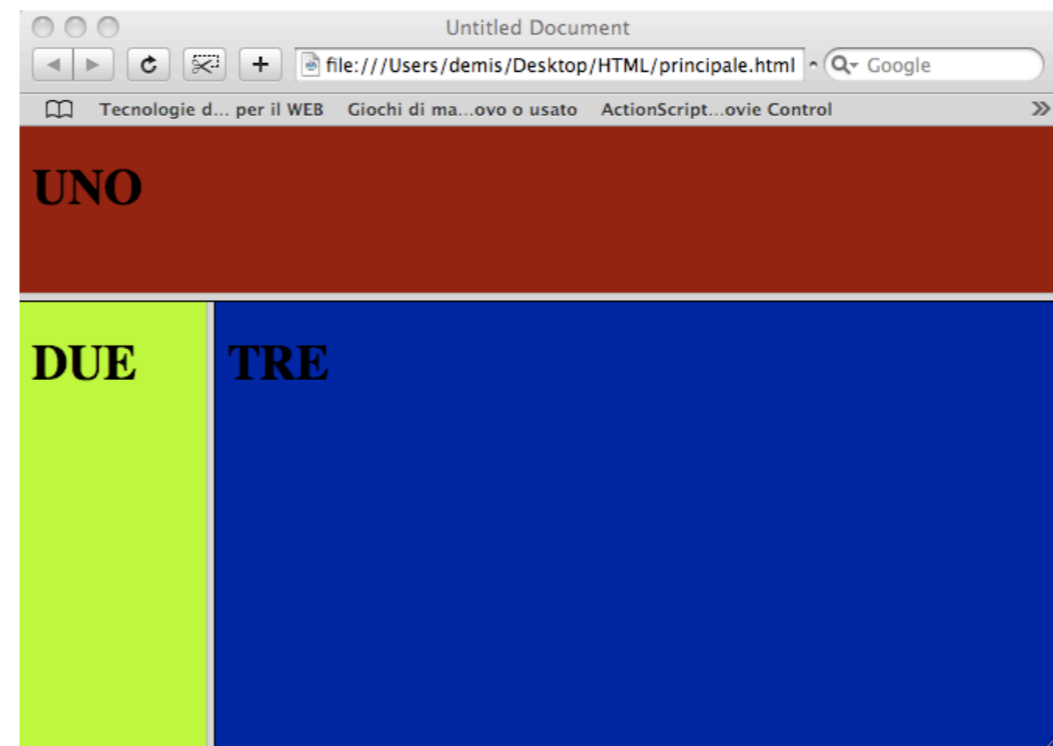 Untitled Document
file:///Users/demis/Desktop/HTML/principale.html Google
Tecnologie d... per il WEB Giochi di ma...ovo o usato ActionScript...ovie Control
UNO
DUE TRE